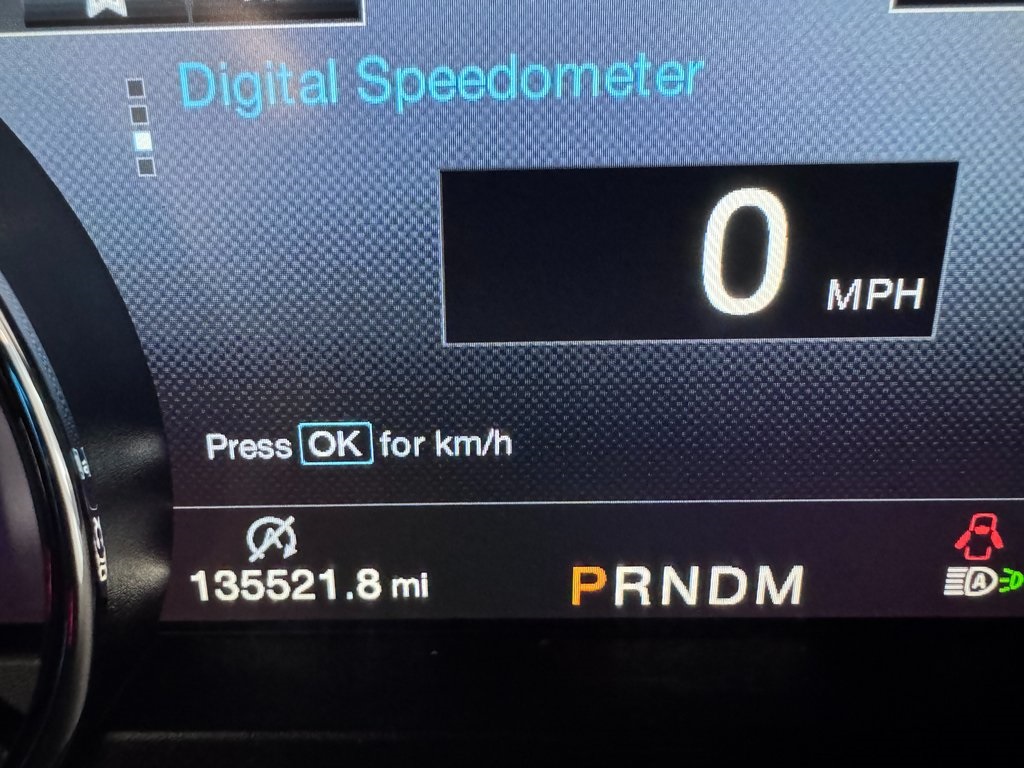 Digital Speedometer
0 MPH
Press OK for km/h
A
135521.8 mi
PRNDM
A